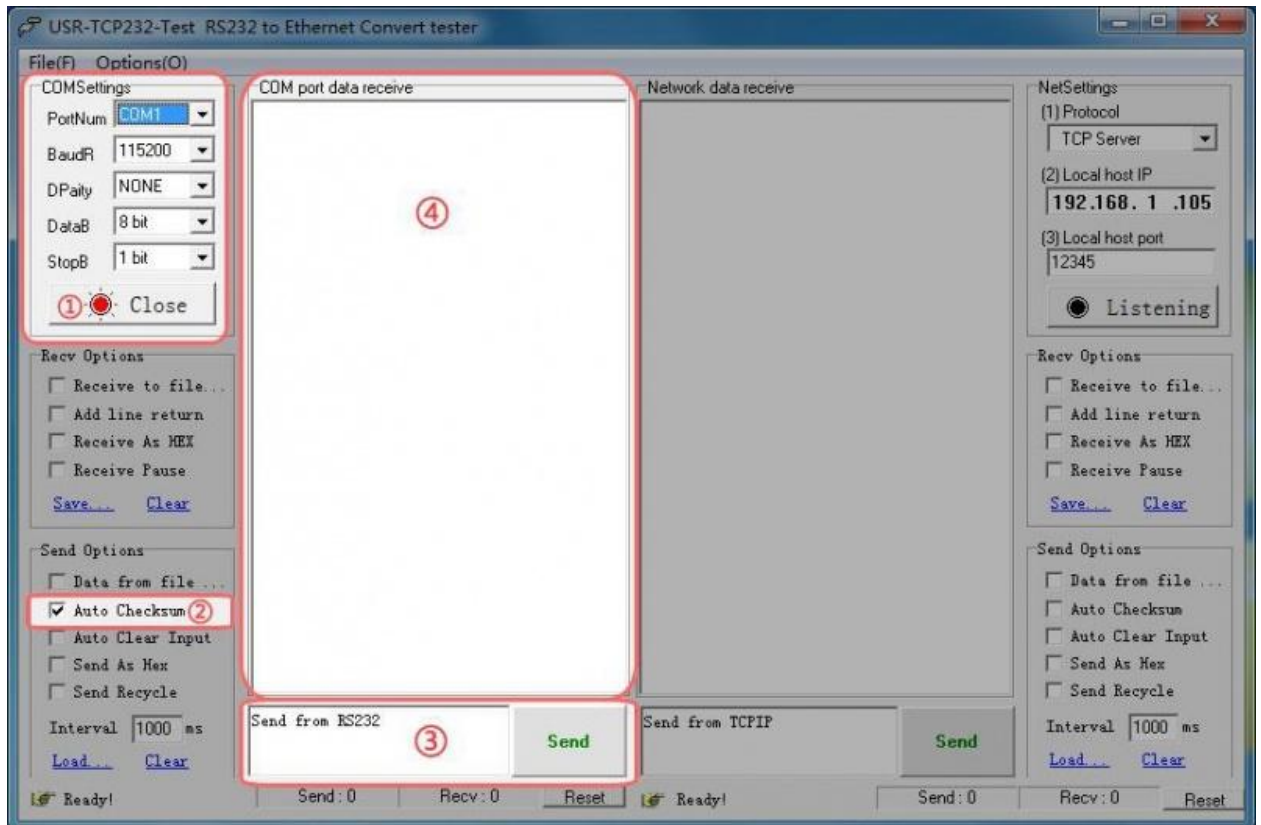 USR-TCP232-Test RS232 to Ethernet Convert tester
File(F) Options(O)
COMSettings
PortNum COM1
BaudR 115200
DPaity NONE
DataB 8 bit
StopB 1 bit
① Close
Recv Options
Receive to file...
Add line return
Receive As HEX
Receive Pause
Save... Clear
Send Options
Data from file ...
Auto Checksum ②
Auto Clear Input
Send As Hex
Send Recycle
Interval 1000 ms
Load... Clear
COM port data receive
④
Send from RS232
③
Send
Network data receive
Send from TCPIP
Send
NetSettings
(1) Protocol
TCP Server
(2) Local host IP
192.168. 1 .105
(3) Local host port
12345
Listening
Recv Options
Receive to file...
Add line return
Receive As HEX
Receive Pause
Save... Clear
Send Options
Data from file ...
Auto Checksum
Auto Clear Input
Send As Hex
Send Recycle
Interval 1000 ms
Load... Clear
Ready! Send : 0 Recv : 0 Reset Ready! Send : 0 Recv : 0 Reset